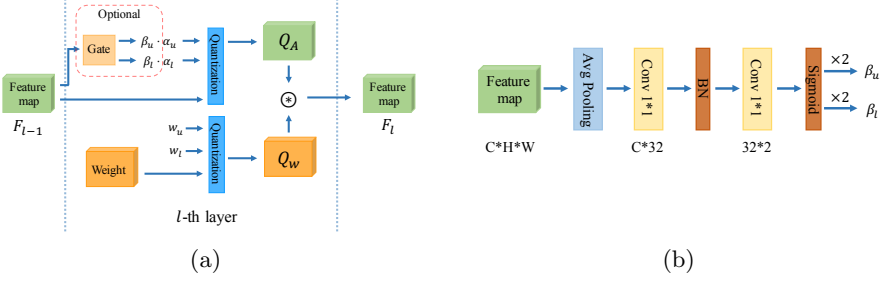 Optional
Gate
β_u · α_u
β_l · α_l
Quantization
Q_A
Feature
map
F_{l−1}
Feature
map
F_l
w_u
w_l
Quantization
Weight
Q_w
l-th layer
(a)
Feature
map
C*H*W
Avg Pooling
Conv 1*1
C*32
BN
Conv 1*1
32*2
Sigmoid
×2
β_u
×2
β_l
(b)